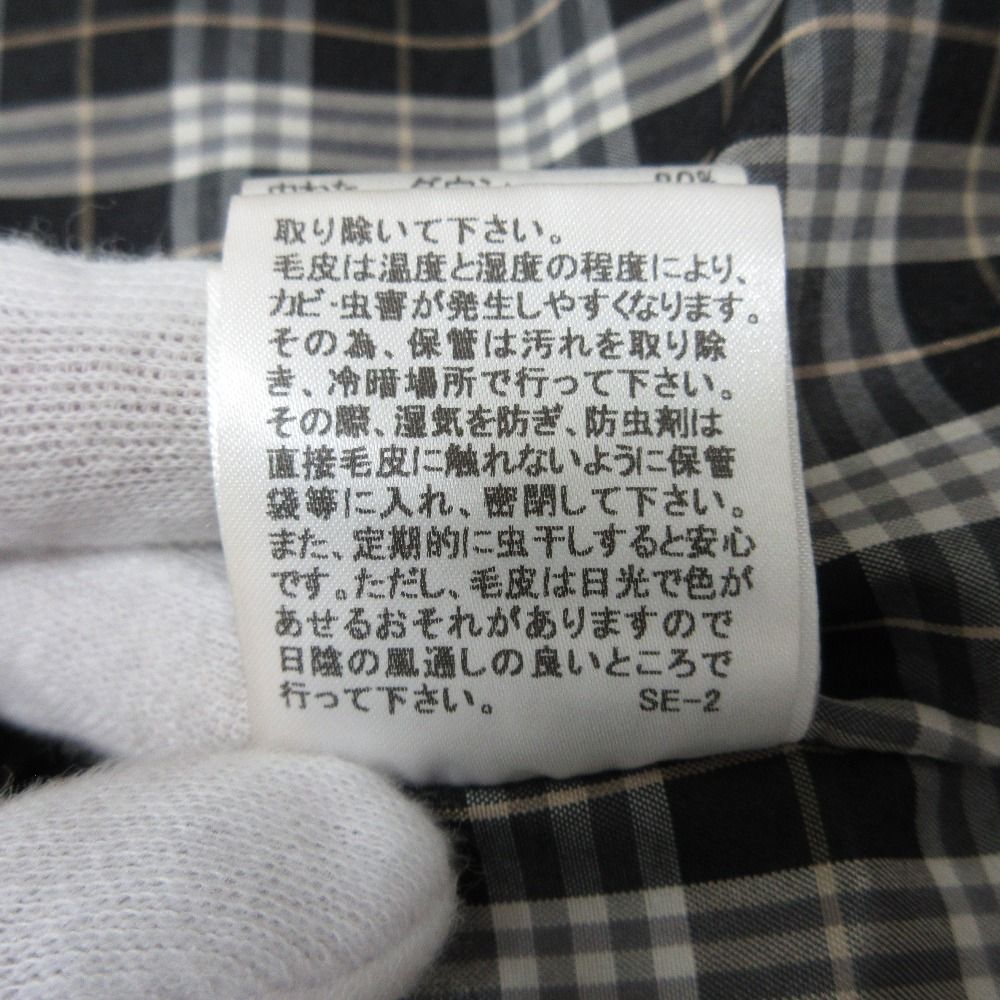 中わた ダウン 90%
取り除いて下さい。
毛皮は温度と湿度の程度により、
カビ・虫害が発生しやすくなります。
その為、保管は汚れを取り除
き、冷暗場所で行って下さい。
その際、湿気を防ぎ、防虫剤は
直接毛皮に触れないように保管
袋等に入れ、密閉して下さい。
また、定期的に虫干しすると安心
です。ただし、毛皮は日光で色が
あせるおそれがありますので
日陰の風通しの良いところで
行って下さい。 SE-2